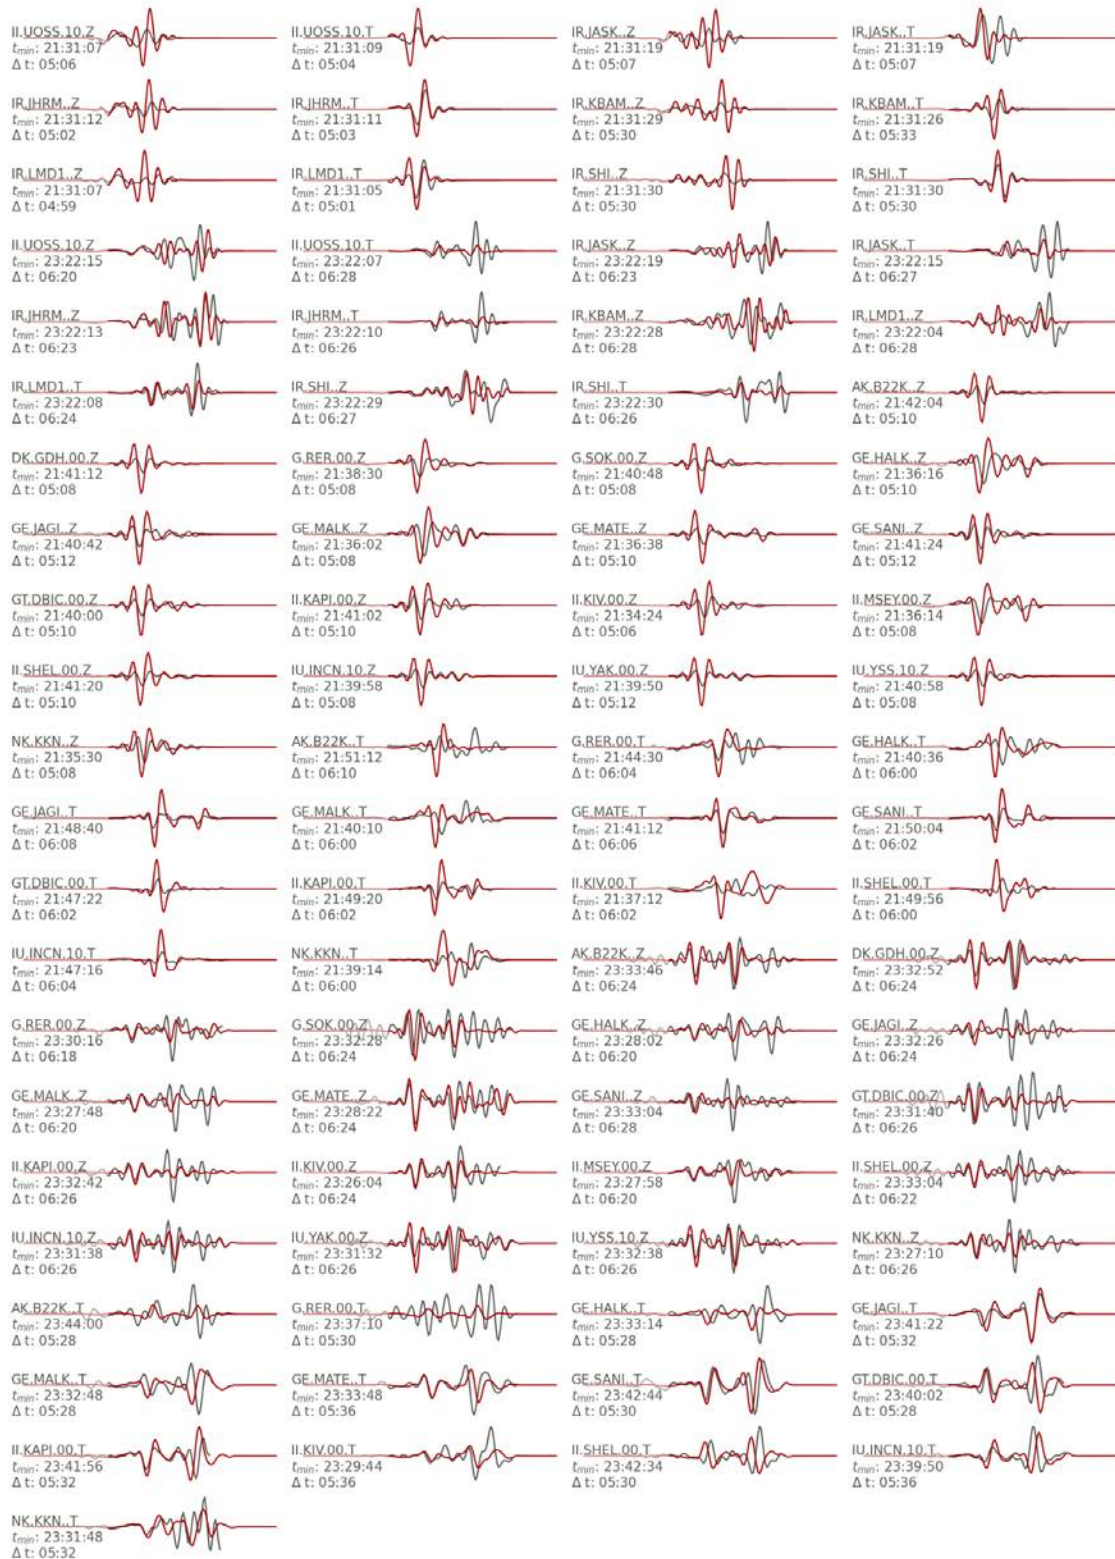 II.UOSS.10.Z
tmin: 21:31:07
Δ t: 05:06
II.UOSS.10.T
tmin: 21:31:09
Δ t: 05:04
IR.JASK..Z
tmin: 21:31:19
Δ t: 05:07
IR.JASK..T
tmin: 21:31:19
Δ t: 05:07
IR.JHRM..Z
tmin: 21:31:12
Δ t: 05:02
IR.JHRM..T
tmin: 21:31:11
Δ t: 05:03
IR.KBAM..Z
tmin: 21:31:29
Δ t: 05:30
IR.KBAM..T
tmin: 21:31:26
Δ t: 05:33
IR.LMD1..Z
tmin: 21:31:07
Δ t: 04:59
IR.LMD1..T
tmin: 21:31:05
Δ t: 05:01
IR.SHI..Z
tmin: 21:31:30
Δ t: 05:30
IR.SHI..T
tmin: 21:31:30
Δ t: 05:30
II.UOSS.10.Z
tmin: 23:22:15
Δ t: 06:20
II.UOSS.10.T
tmin: 23:22:07
Δ t: 06:28
IR.JASK..Z
tmin: 23:22:19
Δ t: 06:23
IR.JASK..T
tmin: 23:22:15
Δ t: 06:27
IR.JHRM..Z
tmin: 23:22:13
Δ t: 06:23
IR.JHRM..T
tmin: 23:22:10
Δ t: 06:26
IR.KBAM..Z
tmin: 23:22:28
Δ t: 06:28
IR.LMD1..Z
tmin: 23:22:04
Δ t: 06:28
IR.LMD1..T
tmin: 23:22:08
Δ t: 06:24
IR.SHI..Z
tmin: 23:22:29
Δ t: 06:27
IR.SHI..T
tmin: 23:22:30
Δ t: 06:26
AK.B22K..Z
tmin: 21:42:04
Δ t: 05:10
DK.GDH.00.Z
tmin: 21:41:12
Δ t: 05:08
G.RER.00.Z
tmin: 21:38:30
Δ t: 05:08
G.SOK.00.Z
tmin: 21:40:48
Δ t: 05:08
GE.HALK..Z
tmin: 21:36:16
Δ t: 05:10
GE.JAGI..Z
tmin: 21:40:42
Δ t: 05:12
GE.MALK..Z
tmin: 21:36:02
Δ t: 05:08
GE.MATE..Z
tmin: 21:36:38
Δ t: 05:10
GE.SANI..Z
tmin: 21:41:24
Δ t: 05:12
GT.DBIC.00.Z
tmin: 21:40:00
Δ t: 05:10
II.KAPI.00.Z
tmin: 21:41:02
Δ t: 05:10
II.KIV.00.Z
tmin: 21:34:24
Δ t: 05:06
II.MSEY.00.Z
tmin: 21:36:14
Δ t: 05:08
II.SHEL.00.Z
tmin: 21:41:20
Δ t: 05:10
IU.INCN.10.Z
tmin: 21:39:58
Δ t: 05:08
IU.YAK.00.Z
tmin: 21:39:50
Δ t: 05:12
IU.YSS.10.Z
tmin: 21:40:58
Δ t: 05:08
NK.KKN..Z
tmin: 21:35:30
Δ t: 05:08
AK.B22K..T
tmin: 21:51:12
Δ t: 06:10
G.RER.00.T
tmin: 21:44:30
Δ t: 06:04
GE.HALK..T
tmin: 21:40:36
Δ t: 06:00
GE.JAGI..T
tmin: 21:48:40
Δ t: 06:08
GE.MALK..T
tmin: 21:40:10
Δ t: 06:00
GE.MATE..T
tmin: 21:41:12
Δ t: 06:06
GE.SANI..T
tmin: 21:50:04
Δ t: 06:02
GT.DBIC.00.T
tmin: 21:47:22
Δ t: 06:02
II.KAPI.00.T
tmin: 21:49:20
Δ t: 06:02
II.KIV.00.T
tmin: 21:37:12
Δ t: 06:02
II.SHEL.00.T
tmin: 21:49:56
Δ t: 06:00
IU.INCN.10.T
tmin: 21:47:16
Δ t: 06:04
NK.KKN..T
tmin: 21:39:14
Δ t: 06:00
AK.B22K..Z
tmin: 23:33:46
Δ t: 06:24
DK.GDH.00.Z
tmin: 23:32:52
Δ t: 06:24
G.RER.00.Z
tmin: 23:30:16
Δ t: 06:18
G.SOK.00.Z
tmin: 23:32:28
Δ t: 06:24
GE.HALK..Z
tmin: 23:28:02
Δ t: 06:20
GE.JAGI..Z
tmin: 23:32:26
Δ t: 06:24
GE.MALK..Z
tmin: 23:27:48
Δ t: 06:20
GE.MATE..Z
tmin: 23:28:22
Δ t: 06:24
GE.SANI..Z
tmin: 23:33:04
Δ t: 06:28
GT.DBIC.00.Z
tmin: 23:31:40
Δ t: 06:26
II.KAPI.00.Z
tmin: 23:32:42
Δ t: 06:26
II.KIV.00.Z
tmin: 23:26:04
Δ t: 06:24
II.MSEY.00.Z
tmin: 23:27:58
Δ t: 06:20
II.SHEL.00.Z
tmin: 23:33:04
Δ t: 06:22
IU.INCN.10.Z
tmin: 23:31:38
Δ t: 06:26
IU.YAK.00.Z
tmin: 23:31:32
Δ t: 06:26
IU.YSS.10.Z
tmin: 23:32:38
Δ t: 06:26
NK.KKN..Z
tmin: 23:27:10
Δ t: 06:26
AK.B22K..T
tmin: 23:44:00
Δ t: 05:28
G.RER.00.T
tmin: 23:37:10
Δ t: 05:30
GE.HALK..T
tmin: 23:33:14
Δ t: 05:28
GE.JAGI..T
tmin: 23:41:22
Δ t: 05:32
GE.MALK..T
tmin: 23:32:48
Δ t: 05:28
GE.MATE..T
tmin: 23:33:48
Δ t: 05:36
GE.SANI..T
tmin: 23:42:44
Δ t: 05:30
GT.DBIC.00.T
tmin: 23:40:02
Δ t: 05:28
II.KAPI.00.T
tmin: 23:41:56
Δ t: 05:32
II.KIV.00.T
tmin: 23:29:44
Δ t: 05:36
II.SHEL.00.T
tmin: 23:42:34
Δ t: 05:30
IU.INCN.10.T
tmin: 23:39:50
Δ t: 05:36
NK.KKN..T
tmin: 23:31:48
Δ t: 05:32